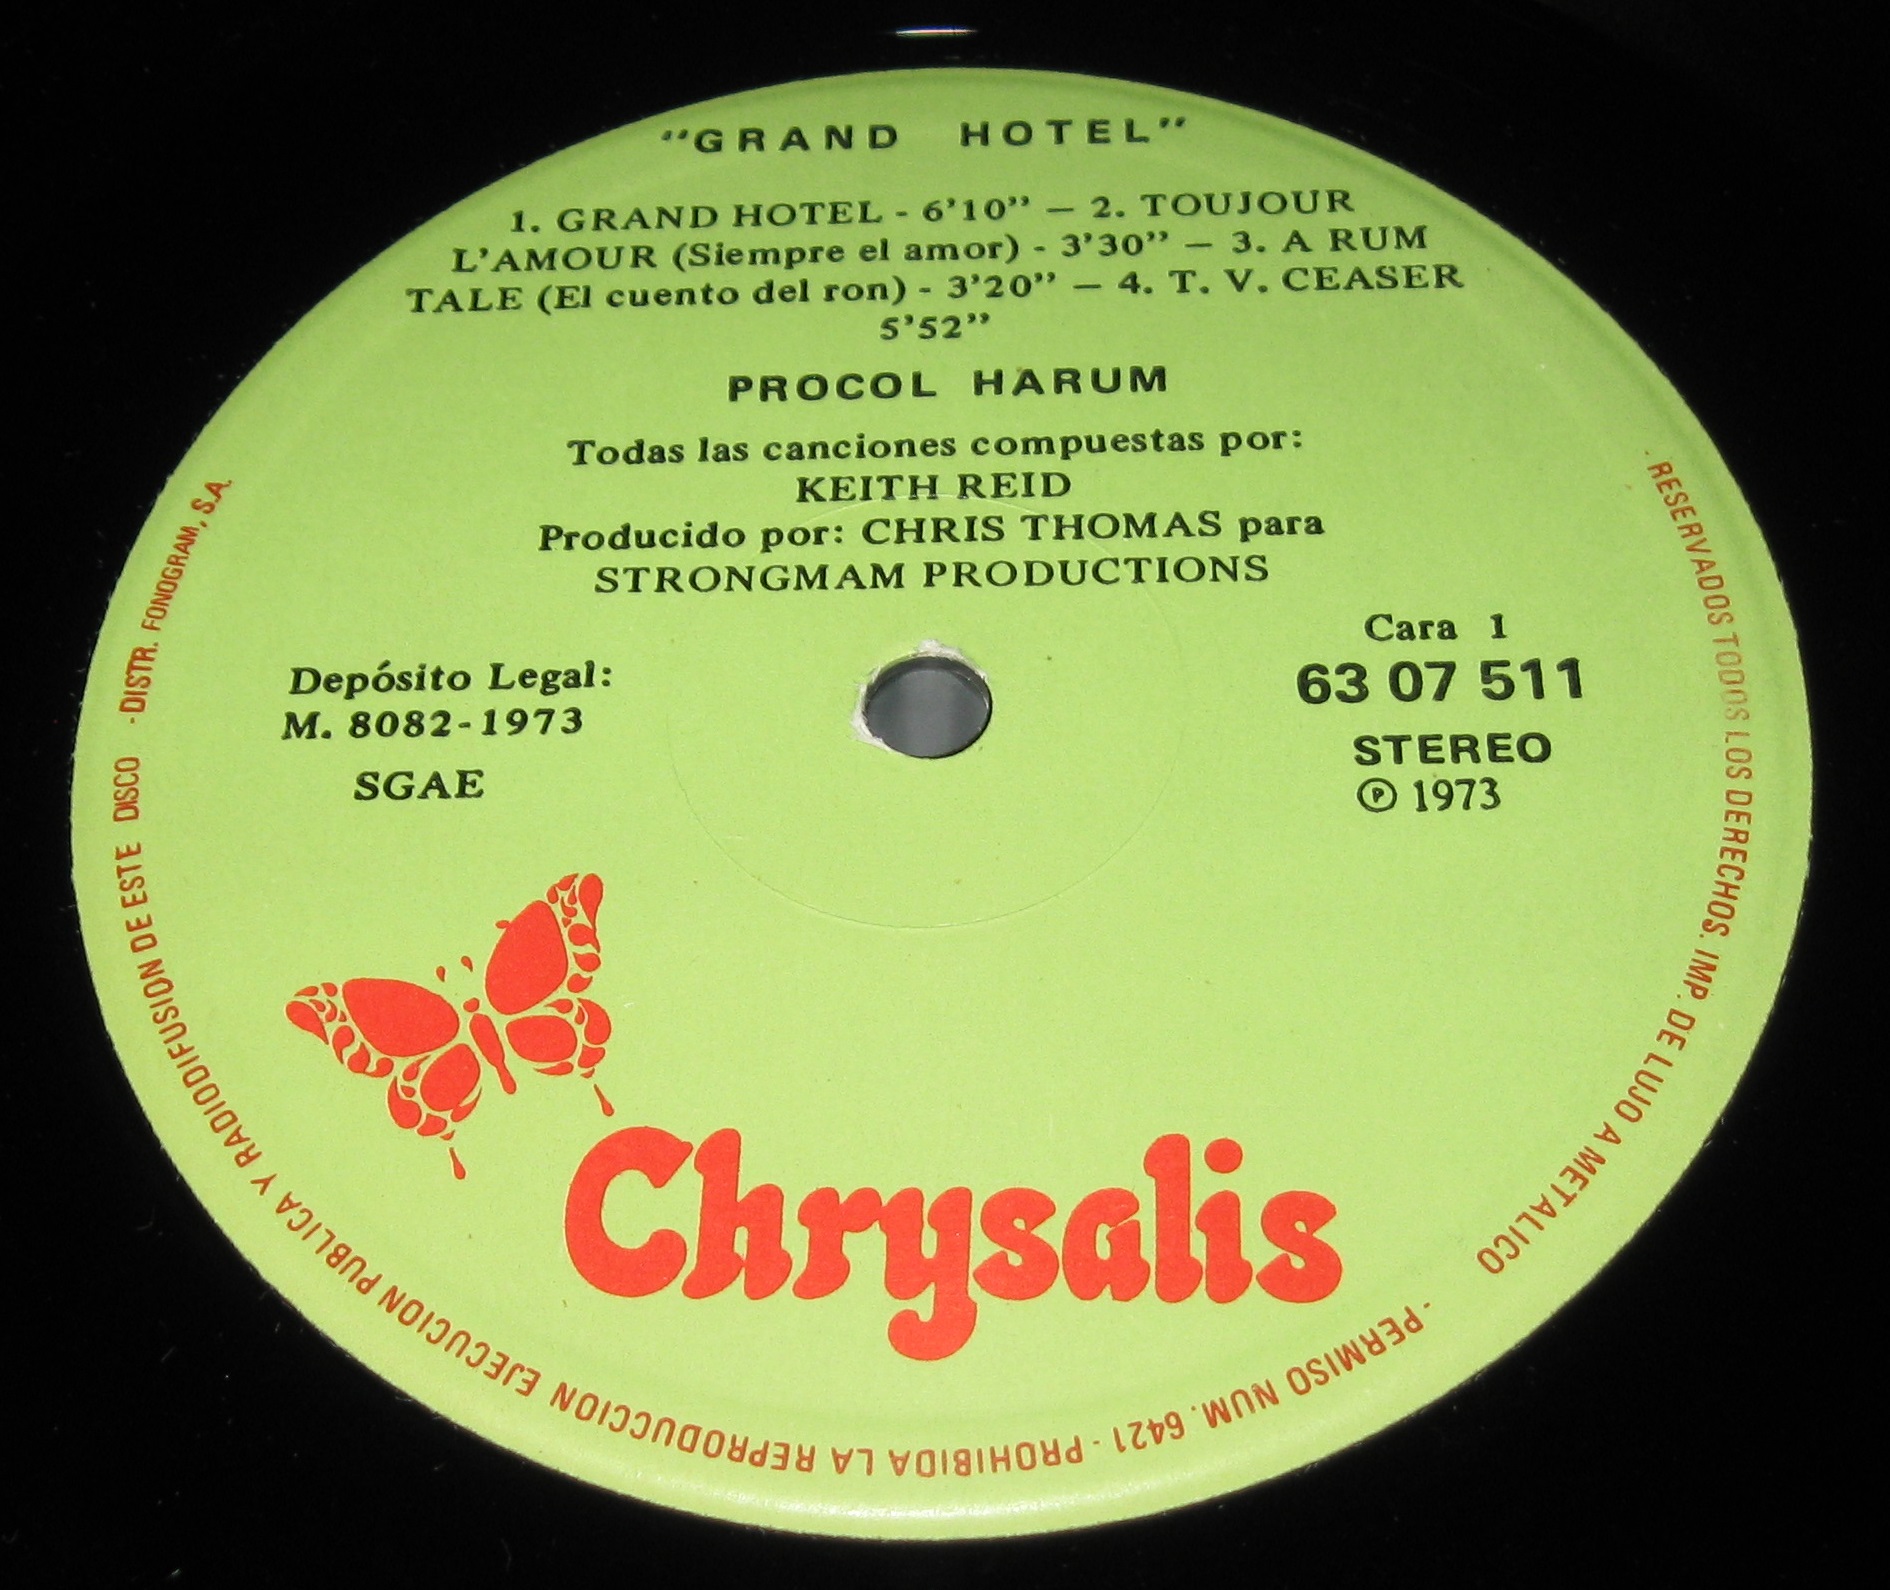 "GRAND HOTEL"
1. GRAND HOTEL - 6'10" — 2. TOUJOUR
L'AMOUR (Siempre el amor) - 3'30" — 3. A RUM
TALE (El cuento del ron) - 3'20" — 4. T. V. CEASER
5'52"
PROCOL HARUM
Todas las canciones compuestas por:
KEITH REID
Producido por: CHRIS THOMAS para
STRONGMAM PRODUCTIONS
Depósito Legal:
M. 8082-1973
SGAE
Cara 1
63 07 511
STEREO
Ⓟ 1973
Chrysalis
· RESERVADOS TODOS LOS DERECHOS. IMP. DE LUJO A METALICO
·PERMISO NUM. 6421 · PROHIBIDA LA REPRODUCCION EJECUCION PUBLICA Y RADIODIFUSION DE ESTE DISCO ·DISTR. FONOGRAM, S.A.